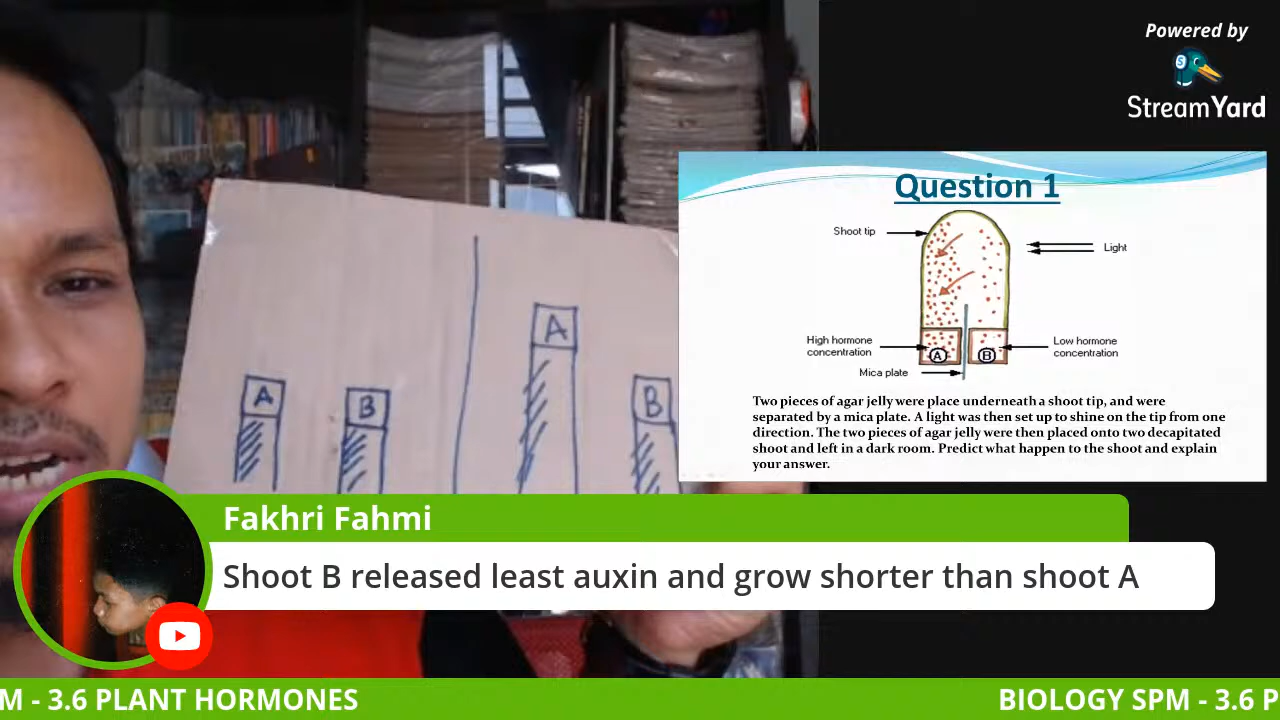 Powered by
StreamYard
Question 1
Shoot tip
Light
High hormone
concentration
A
B
Low hormone
concentration
Mica plate
Two pieces of agar jelly were place underneath a shoot tip, and were
separated by a mica plate. A light was then set up to shine on the tip from one
direction. The two pieces of agar jelly were then placed onto two decapitated
shoot and left in a dark room. Predict what happen to the shoot and explain
your answer.
A
B
A
B
Fakhri Fahmi
Shoot B released least auxin and grow shorter than shoot A
M - 3.6 PLANT HORMONES
BIOLOGY SPM - 3.6 P